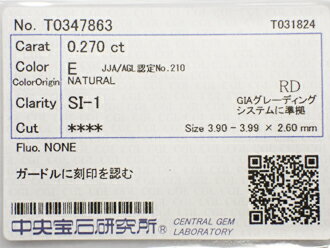 No. T0347863 T031824
Carat 0.270 ct
Color E JJA/AGL認定No.210
ColorOrigin NATURAL
RD
Clarity SI-1 GIAグレーディング
システムに準拠
Cut **** Size 3.90 - 3.99 × 2.60 mm
Fluo. NONE
ガードルに刻印を認む
中央宝石研究所® CENTRAL GEM
LABORATORY